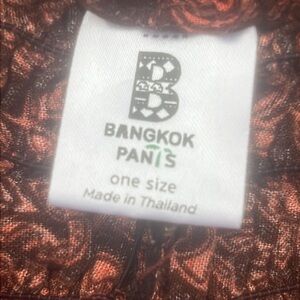 B
BANGKOK
PANTS
one size
Made in Thailand